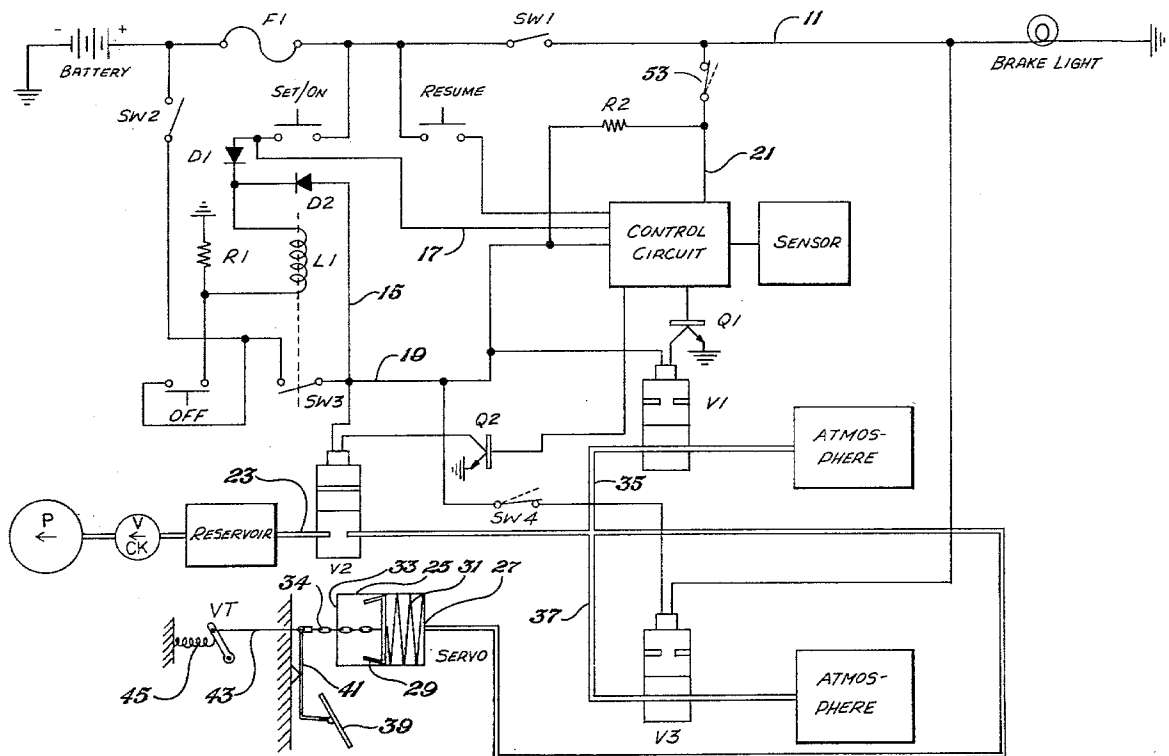 F1
SW1
11
- +
BATTERY
BRAKE LIGHT
53
SET/ON
RESUME
R2
SW2
D1
21
D2
CONTROL CIRCUIT
SENSOR
17
R1
L1
15
Q1
19
SW3
V1
OFF
Q2
ATMOS-
PHERE
23
35
P
V
CK
RESERVOIR
SW4
V2
33
25
31
27
34
37
VT
SERVO
45
43
41
29
39
V3
ATMOS-
PHERE